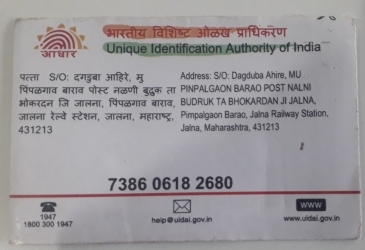 भारतीय विशिष्ट ओळख प्राधिकरण
Unique Identification Authority of India
आधार
पत्ता S/O: दगडुबा आहिरे, मु
पिंपळगाव बाराव पोस्ट नळणी बुद्रुक ता
भोकरदन जि जालना, पिंपळगाव बाराव,
जालना रेल्वे स्टेशन, जालना, महाराष्ट्र,
431213
Address: S/O: Dagduba Ahire, MU
PINPALGAON BARAO POST NALNI
BUDRUK TA BHOKARDAN JI JALNA,
Pimpalgaon Barao, Jalna Railway Station,
Jalna, Maharashtra, 431213
7386 0618 2680
1947
1800 300 1947
help@uidai.gov.in
WWW
www.uidai.gov.in